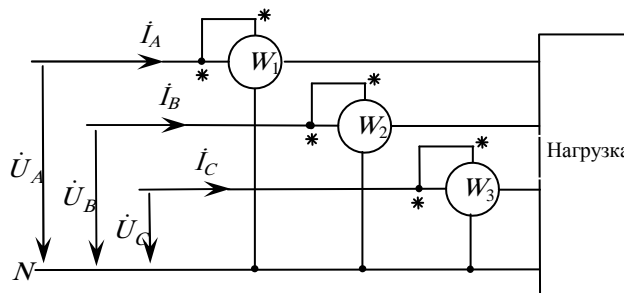 İ_A * W₁
* 
İ_B * W₂
* 
U̇_A U̇_B İ_C * W₃ Нагрузка
* 
U̇_C
N